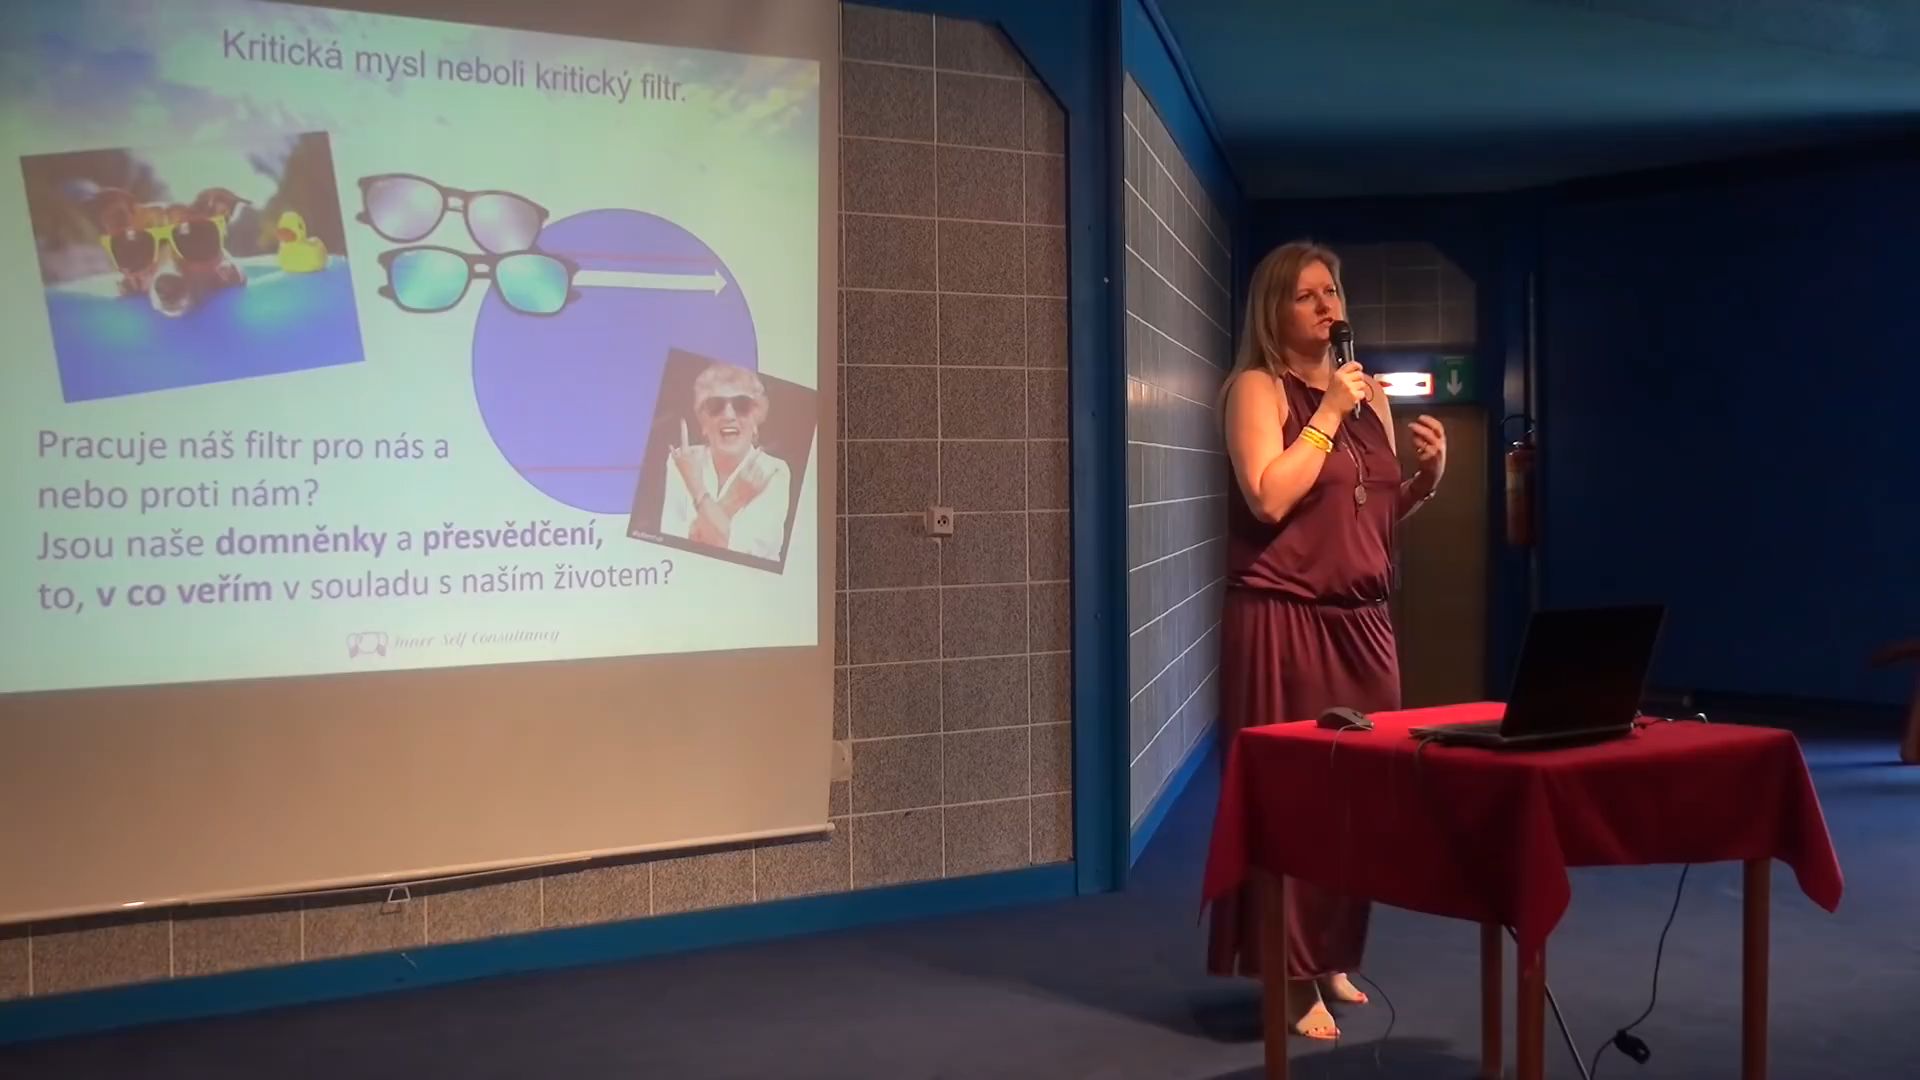 Kritická mysl neboli kritický filtr.
Pracuje náš filtr pro nás a
nebo proti nám?
Jsou naše domněnky a přesvědčení,
to, v co veřím v souladu s naším životem?
Inner Self Consultancy